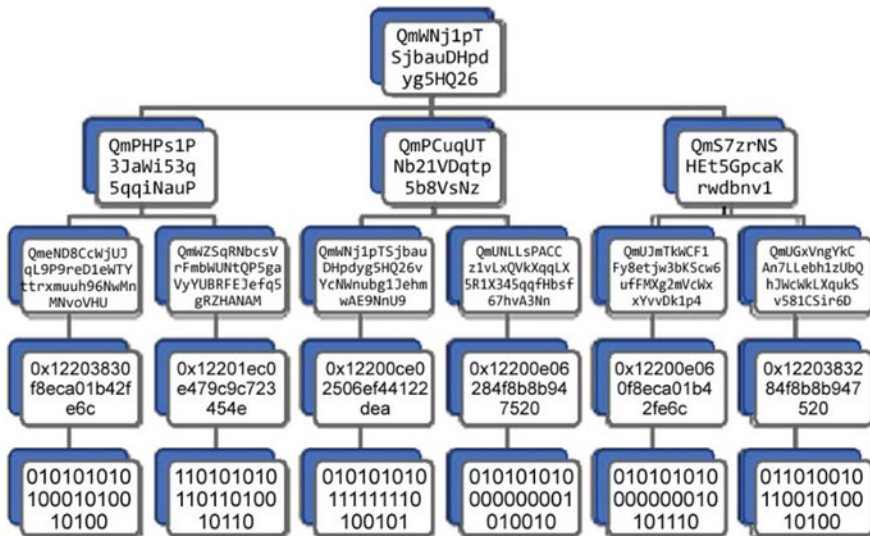 QmWNj1pT
SjbauDHpd
yg5HQ26
QmPHPs1P
3JaWi53q
5qqiNauP
QmPCuqUT
Nb21VDqtp
5b8VsNz
QmS7zrNS
HEt5GpcaK
rwdbnv1
QmeND8CcWjUJ
qL9P9reD1eWTY
ttrxmuuh96NwMn
MNvoVHU
QmWZSqRNbcsV
rFmbWUNtQP5ga
VyYUBRFEJefq5
gRZHANAM
QmWNj1pTSjbau
DHpdyg5HQ26v
YcNWnubg1Jehm
wAE9NnU9
QmUNLLsPACC
z1vLxQVkXqqLX
5R1X345qqfHbsf
67hvA3Nn
QmUJmTkWCF1
Fy8etjw3bKScw6
ufFMXg2mVcWx
xYvvDk1p4
QmUGxVngYkC
An7LLebh1zUbQ
hJWcWkLXqukS
v581CSir6D
0x12203830
f8eca01b42f
e6c
0x12201ec0
e479c9c723
454e
0x12200ce0
2506ef44122
dea
0x12200e06
284f8b8b94
7520
0x12200e06
0f8eca01b4
2fe6c
0x12203832
84f8b8b947
520
010101010
100010100
10100
110101010
110110100
10110
010101010
111111110
100101
010101010
000000001
010010
010101010
000000010
101110
011010010
110010100
10100